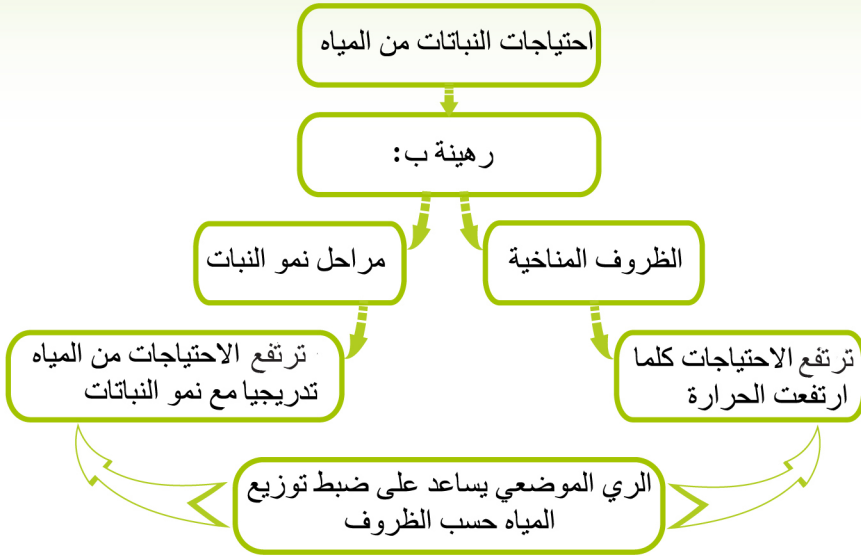 احتياجات النباتات من المياه
رهينة ب:
الظروف المناخية
مراحل نمو النبات
ترتفع الاحتياجات كلما
ارتفعت الحرارة
ترتفع الاحتياجات من المياه
تدريجيا مع نمو النباتات
الري الموضعي يساعد على ضبط توزيع
المياه حسب الظروف